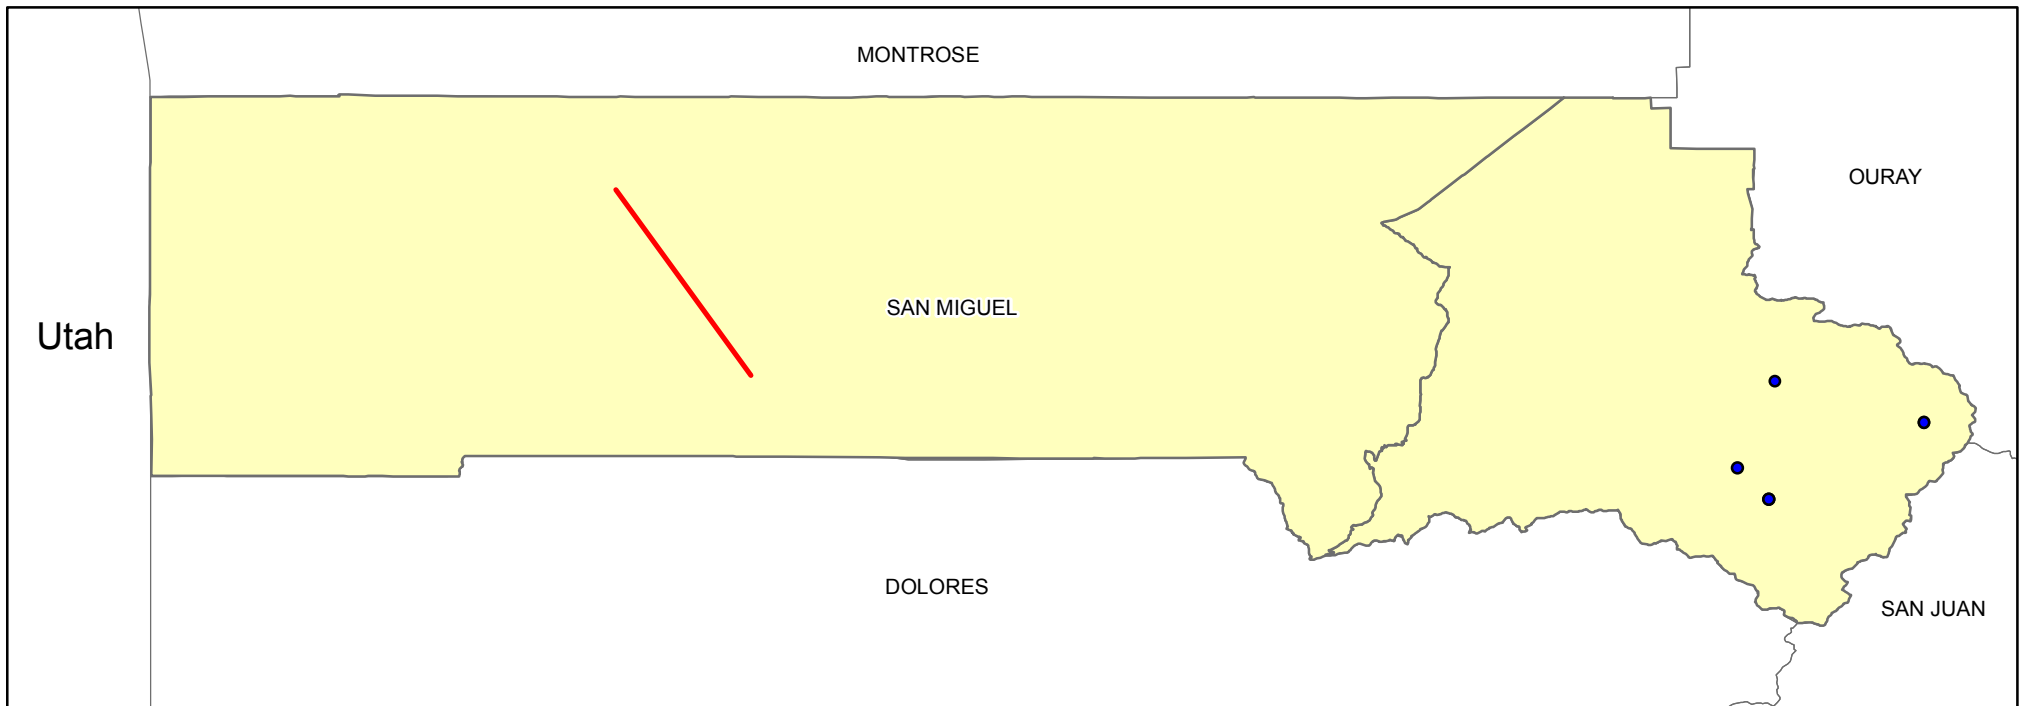 MONTROSE
OURAY
SAN MIGUEL
Utah
DOLORES
SAN JUAN